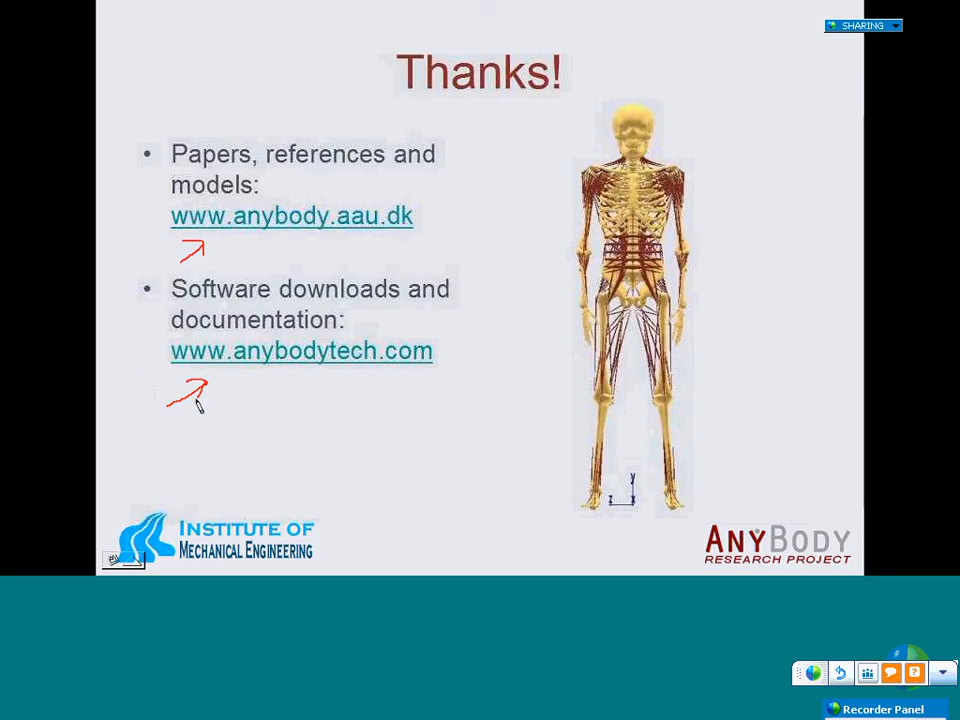 SHARING
Thanks!
• Papers, references and
models:
www.anybody.aau.dk
• Software downloads and
documentation:
www.anybodytech.com
y
z x
INSTITUTE OF
MECHANICAL ENGINEERING
ANYBODY
RESEARCH PROJECT
Recorder Panel